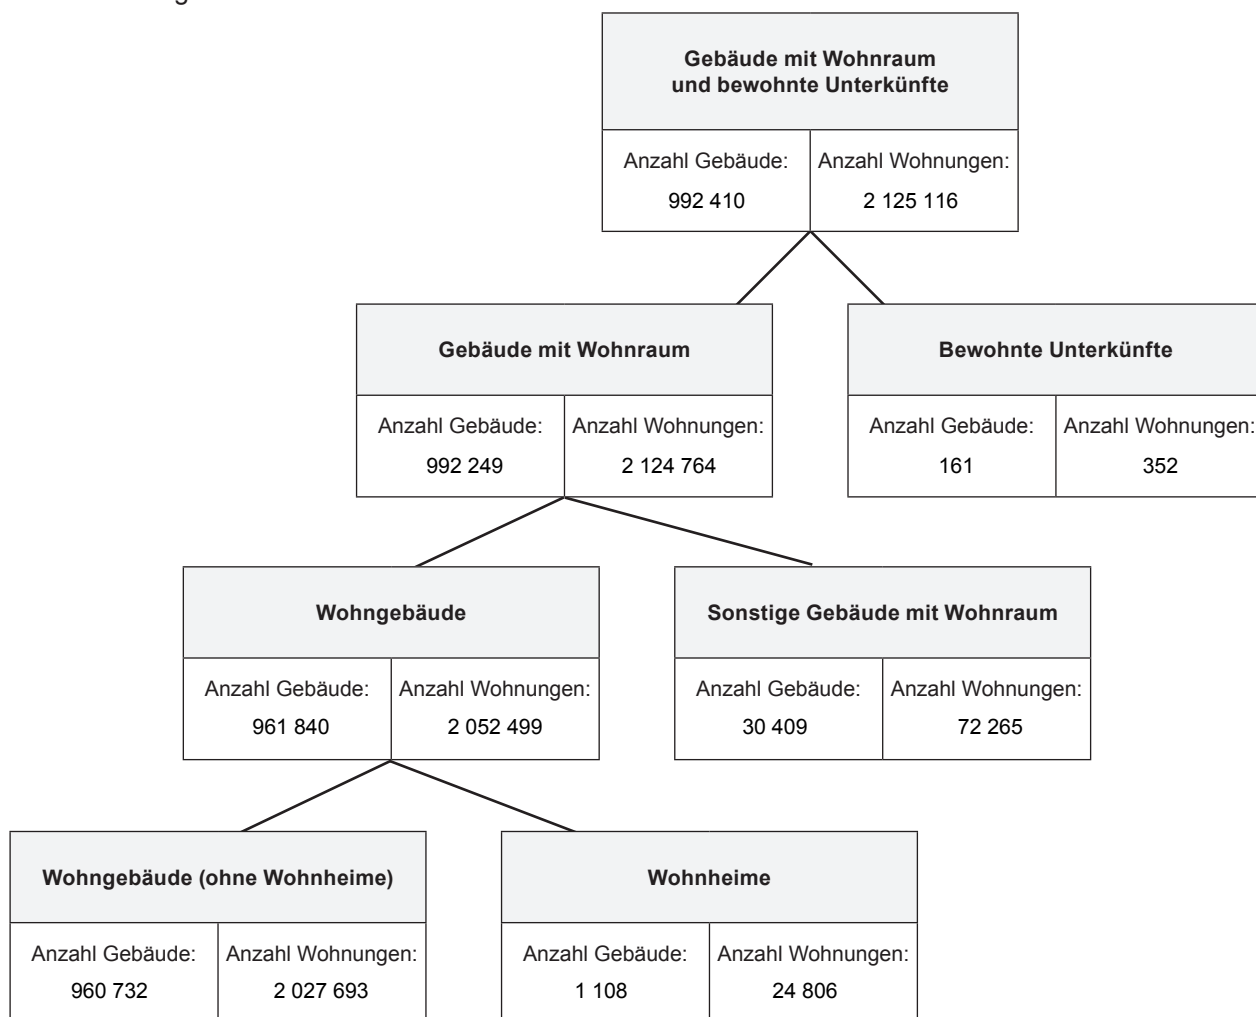 Gebäude mit Wohnraum
und bewohnte Unterkünfte
Anzahl Gebäude:
992 410
Anzahl Wohnungen:
2 125 116
Gebäude mit Wohnraum
Anzahl Gebäude:
992 249
Anzahl Wohnungen:
2 124 764
Bewohnte Unterkünfte
Anzahl Gebäude:
161
Anzahl Wohnungen:
352
Wohngebäude
Anzahl Gebäude:
961 840
Anzahl Wohnungen:
2 052 499
Sonstige Gebäude mit Wohnraum
Anzahl Gebäude:
30 409
Anzahl Wohnungen:
72 265
Wohngebäude (ohne Wohnheime)
Anzahl Gebäude:
960 732
Anzahl Wohnungen:
2 027 693
Wohnheime
Anzahl Gebäude:
1 108
Anzahl Wohnungen:
24 806